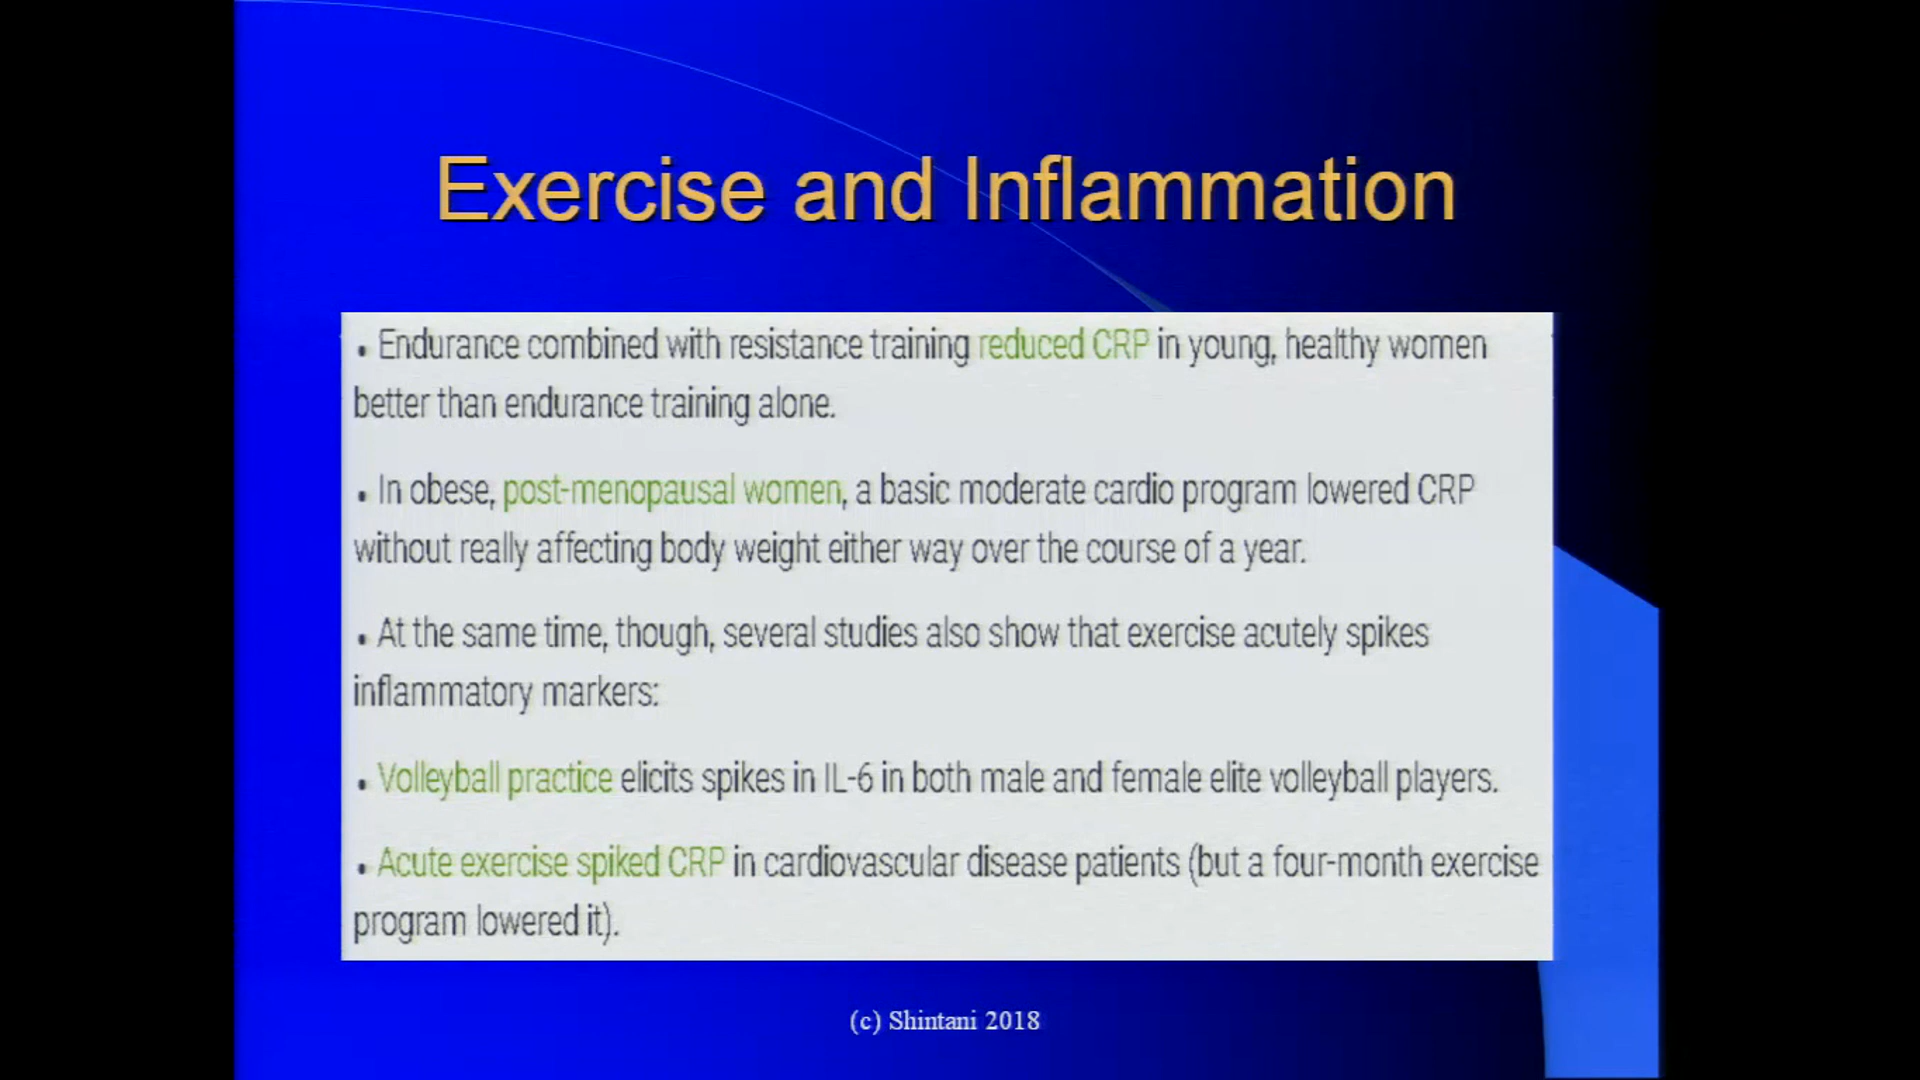 Exercise and Inflammation
• Endurance combined with resistance training reduced CRP in young, healthy women
better than endurance training alone.
• In obese, post-menopausal women, a basic moderate cardio program lowered CRP
without really affecting body weight either way over the course of a year.
• At the same time, though, several studies also show that exercise acutely spikes
inflammatory markers:
• Volleyball practice elicits spikes in IL-6 in both male and female elite volleyball players.
• Acute exercise spiked CRP in cardiovascular disease patients (but a four-month exercise
program lowered it).
(c) Shintani 2018